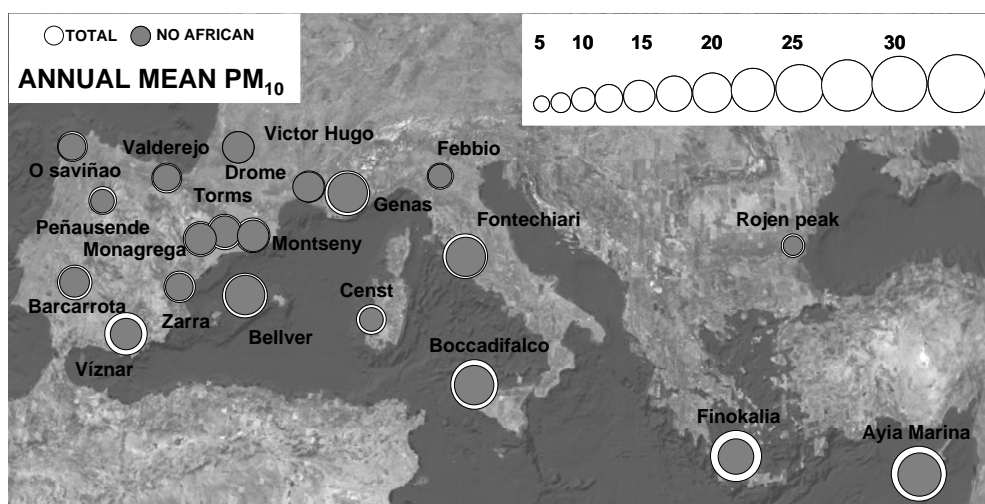 TOTAL NO AFRICAN
ANNUAL MEAN PM₁₀
5 10 15 20 25 30
Victor Hugo
Valderejo
Febbio
O saviñao
Drome
Torms
Genas
Fontechiari
Rojen peak
Peñausende
Monagrega
Montseny
Barcarrota
Censt
Zarra
Bellver
Boccadifalco
Víznar
Finokalia
Ayia Marina